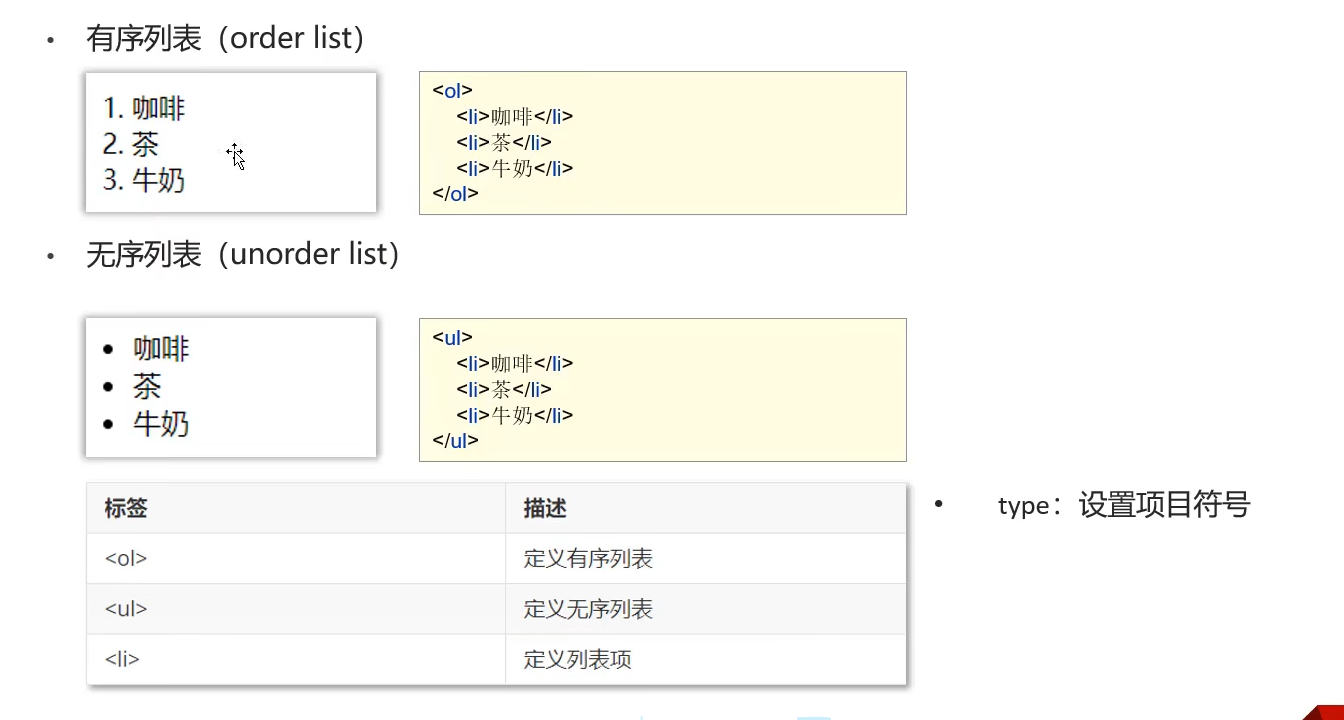 • 有序列表（order list）
1. 咖啡
2. 茶
3. 牛奶
<ol>
<li>咖啡</li>
<li>茶</li>
<li>牛奶</li>
</ol>
• 无序列表（unorder list）
• 咖啡
• 茶
• 牛奶
<ul>
<li>咖啡</li>
<li>茶</li>
<li>牛奶</li>
</ul>
标签 描述
<ol> 定义有序列表
<ul> 定义无序列表
<li> 定义列表项
• type：设置项目符号